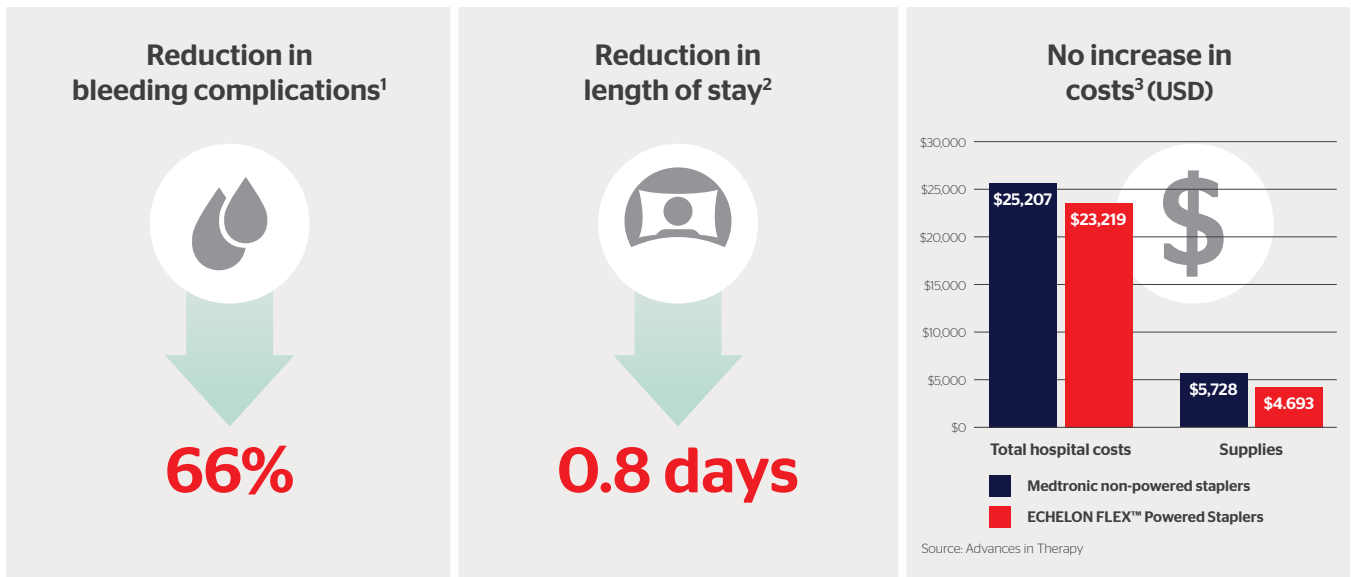 Reduction in
bleeding complications¹
66%
Reduction in
length of stay²
0.8 days
No increase in
costs³ (USD)
$30,000
$25,000
$20,000
$15,000
$10,000
$5,000
$0
$25,207
$23,219
$
$5,728
$4.693
Total hospital costs
Supplies
Medtronic non-powered staplers
ECHELON FLEX™ Powered Staplers
Source: Advances in Therapy